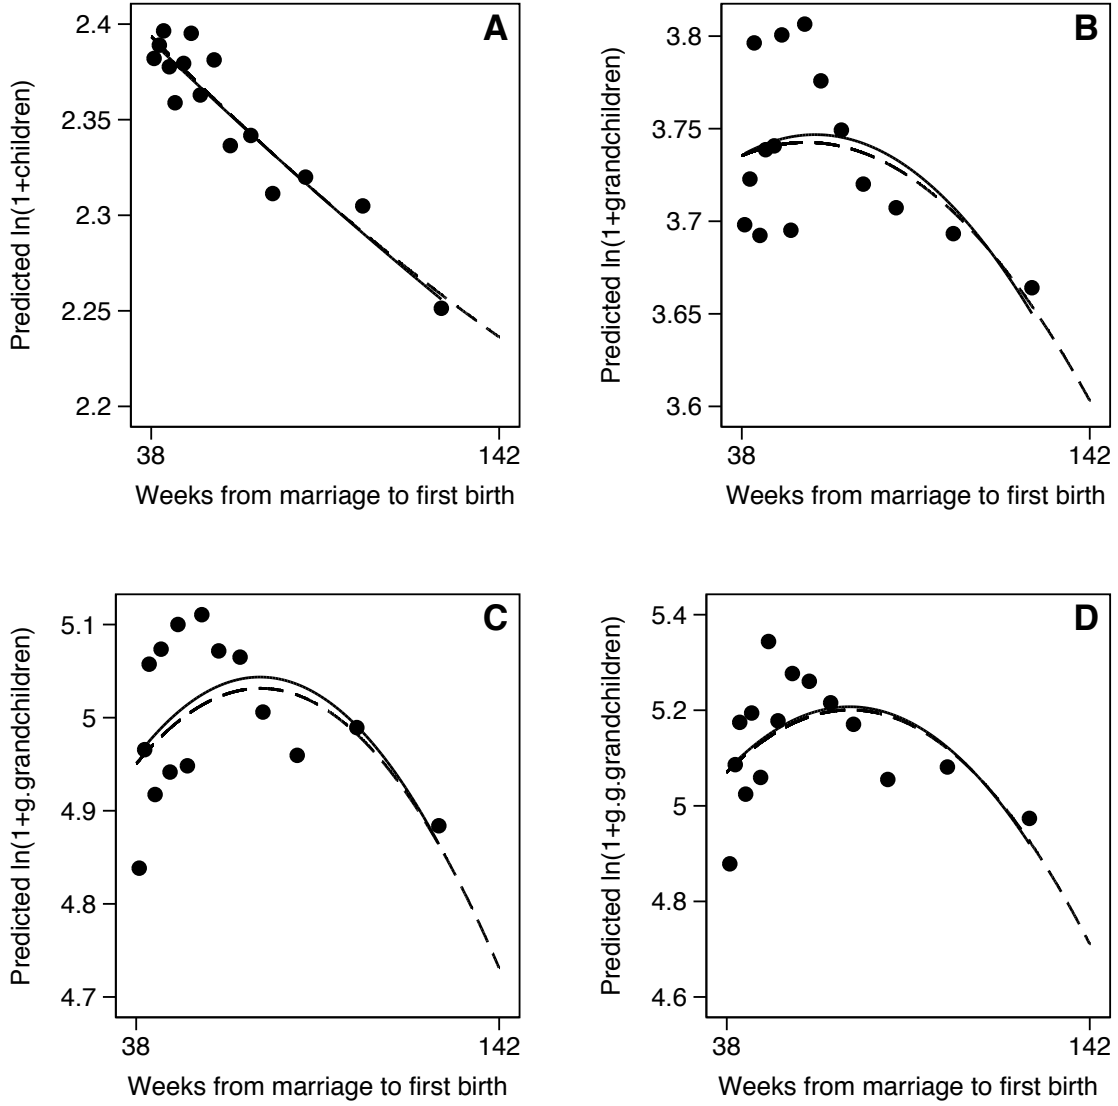 A
Predicted ln(1+children)
2.4
2.35
2.3
2.25
2.2
38
142
Weeks from marriage to first birth
B
Predicted ln(1+grandchildren)
3.8
3.75
3.7
3.65
3.6
38
142
Weeks from marriage to first birth
C
Predicted ln(1+g.grandchildren)
5.1
5
4.9
4.8
4.7
38
142
Weeks from marriage to first birth
D
Predicted ln(1+g.g.grandchildren)
5.4
5.2
5
4.8
4.6
38
142
Weeks from marriage to first birth